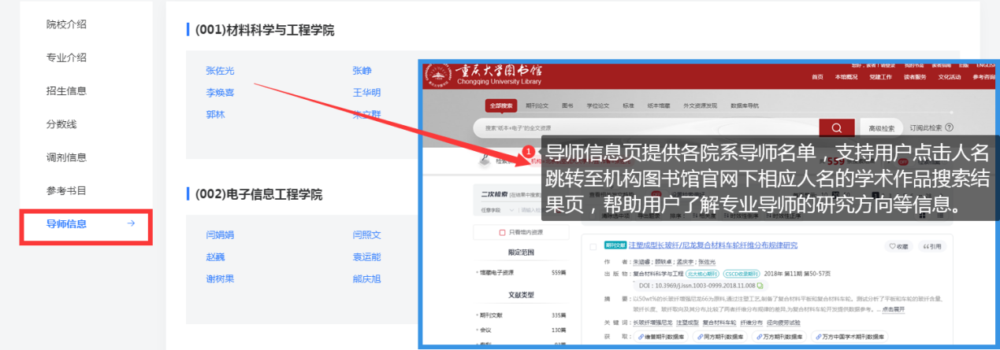 院校介绍
专业介绍
招生信息
分数线
调剂信息
参考书目
导师信息 →
(001)材料科学与工程学院
张佐光 张峥
李焕喜 王华明
郭林 朱立群
(002)电子信息工程学院
闫娟娟 闫照文
赵巍 袁运能
谢树果 熊庆旭
重庆大学图书馆
Chongqing University Library
首页 本馆概况 党建工作 读者服务 文化活动 参考咨询
全部搜索 期刊论文 图书 学位论文 标准 纸本馆藏 外文资源发现 数据库导航
搜索"纸本+电子"的全文资源
高级检索 订阅此检索
1
导师信息页提供各院系导师名单，支持用户点击人名
跳转至机构图书馆官网下相应人名的学术作品搜索结
果页，帮助用户了解专业导师的研究方向等信息。
二次检索
任意字段
只看馆内资源
限定范围
馆藏电子资源 559篇
文献类型
期刊文献 335篇
会议 130篇
期刊文献 注塑成型长玻纤/尼龙复合材料车轮纤维分布规律研究
收藏 引用
作 者：朱迅睿；颜轶卓；孟庆宇；张佐光
出 版 物：复合材料科学与工程 北大核心期刊 CSCD收录期刊 2018年 第11期 第50-57页
DOI：10.3969/j.issn.1003-0999.2018.11.008
摘 要：以50wt%的长玻纤增强尼龙66为原料,通过注塑工艺,制备了复合材料平板和复合材料车轮。测试分析了平板和车轮的玻纤含量、
玻纤长度、玻纤取向及其分布,比较了两者纤维分布规律的差异,为复合材料车轮开发提供数据参考。... 点击展开
关 键 词：长玻纤增强尼龙 注塑成型 复合材料车轮 纤维分布 径向疲劳试验
获 取： 维普期刊数据库 同方期刊数据库 万方期刊数据库 万方中国学术期刊数据库